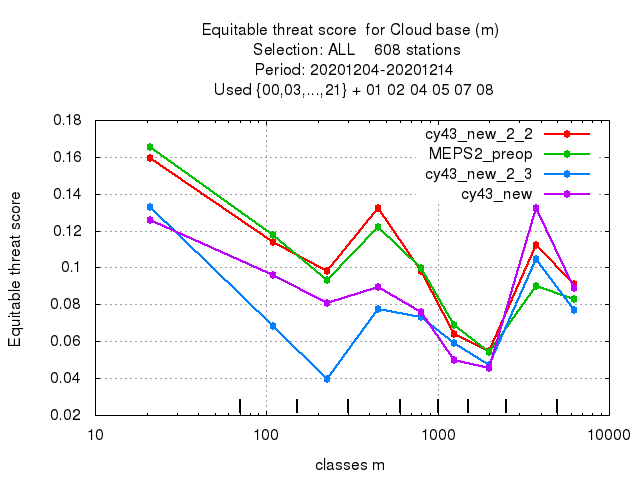 Equitable threat score  for Cloud base (m)
Selection: ALL    608 stations
Period: 20201204-20201214
Used {00,03,...,21} + 01 02 04 05 07 08
cy43_new_2_2
MEPS2_preop
cy43_new_2_3
cy43_new
Equitable threat score
0.18
0.16
0.14
0.12
0.1
0.08
0.06
0.04
0.02
10
100
1000
10000
classes m